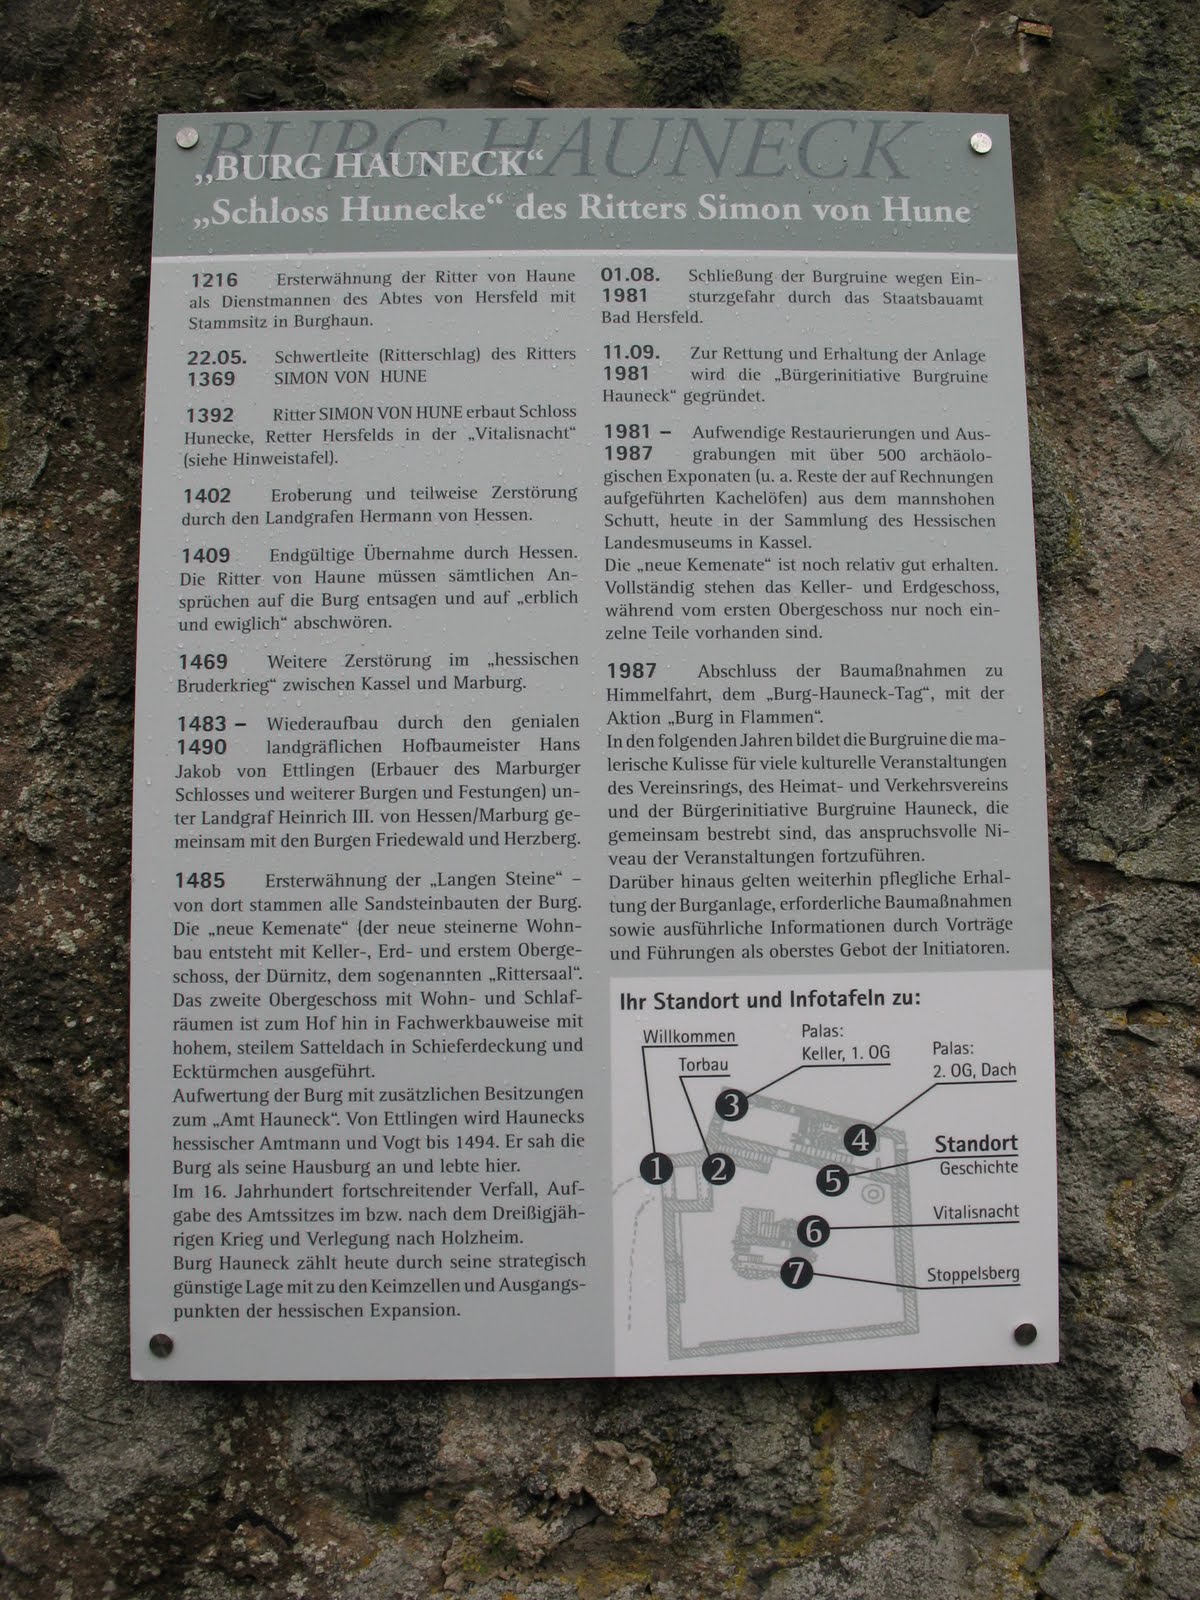 BURG HAUNECK
„BURG HAUNECK“
„Schloss Hunecke“ des Ritters Simon von Hune
1216 Ersterwähnung der Ritter von Haune
als Dienstmannen des Abtes von Hersfeld mit
Stammsitz in Burghaun.
22.05. Schwertleite (Ritterschlag) des Ritters
1369 SIMON VON HUNE
1392 Ritter SIMON VON HUNE erbaut Schloss
Hunecke, Retter Hersfelds in der „Vitalisnacht“
(siehe Hinweistafel).
1402 Eroberung und teilweise Zerstörung
durch den Landgrafen Hermann von Hessen.
1409 Endgültige Übernahme durch Hessen.
Die Ritter von Haune müssen sämtlichen An-
sprüchen auf die Burg entsagen und auf „erblich
und ewiglich“ abschwören.
1469 Weitere Zerstörung im „hessischen
Bruderkrieg“ zwischen Kassel und Marburg.
1483 – Wiederaufbau durch den genialen
1490 landgräflichen Hofbaumeister Hans
Jakob von Ettlingen (Erbauer des Marburger
Schlosses und weiterer Burgen und Festungen) un-
ter Landgraf Heinrich III. von Hessen/Marburg ge-
meinsam mit den Burgen Friedewald und Herzberg.
1485 Ersterwähnung der „Langen Steine“ –
von dort stammen alle Sandsteinbauten der Burg.
Die „neue Kemenate“ (der neue steinerne Wohn-
bau entsteht mit Keller-, Erd- und erstem Oberge-
schoss, der Dürnitz, dem sogenannten „Rittersaal“.
Das zweite Obergeschoss mit Wohn- und Schlaf-
räumen ist zum Hof hin in Fachwerkbauweise mit
hohem, steilem Satteldach in Schieferdeckung und
Ecktürmchen ausgeführt.
Aufwertung der Burg mit zusätzlichen Besitzungen
zum „Amt Hauneck“. Von Ettlingen wird Haunecks
hessischer Amtmann und Vogt bis 1494. Er sah die
Burg als seine Hausburg an und lebte hier.
Im 16. Jahrhundert fortschreitender Verfall, Auf-
gabe des Amtssitzes im bzw. nach dem Dreißigjäh-
rigen Krieg und Verlegung nach Holzheim.
Burg Hauneck zählt heute durch seine strategisch
günstige Lage mit zu den Keimzellen und Ausgangs-
punkten der hessischen Expansion.
01.08. Schließung der Burgruine wegen Ein-
1981 sturzgefahr durch das Staatsbauamt
Bad Hersfeld.
11.09. Zur Rettung und Erhaltung der Anlage
1981 wird die „Bürgerinitiative Burgruine
Hauneck“ gegründet.
1981 – Aufwendige Restaurierungen und Aus-
1987 grabungen mit über 500 archäolo-
gischen Exponaten (u. a. Reste der auf Rechnungen
aufgeführten Kachelöfen) aus dem mannshohen
Schutt, heute in der Sammlung des Hessischen
Landesmuseums in Kassel.
Die „neue Kemenate“ ist noch relativ gut erhalten.
Vollständig stehen das Keller- und Erdgeschoss,
während vom ersten Obergeschoss nur noch ein-
zelne Teile vorhanden sind.
1987 Abschluss der Baumaßnahmen zu
Himmelfahrt, dem „Burg-Hauneck-Tag“, mit der
Aktion „Burg in Flammen“.
In den folgenden Jahren bildet die Burgruine die ma-
lerische Kulisse für viele kulturelle Veranstaltungen
des Vereinsrings, des Heimat- und Verkehrsvereins
und der Bürgerinitiative Burgruine Hauneck, die
gemeinsam bestrebt sind, das anspruchsvolle Ni-
veau der Veranstaltungen fortzuführen.
Darüber hinaus gelten weiterhin pflegliche Erhal-
tung der Burganlage, erforderliche Baumaßnahmen
sowie ausführliche Informationen durch Vorträge
und Führungen als oberstes Gebot der Initiatoren.
Ihr Standort und Infotafeln zu:
Willkommen
Torbau
Palas:
Keller, 1. OG
Palas:
2. OG, Dach
Standort
Geschichte
Vitalisnacht
Stoppelsberg
1
2
3
4
5
6
7